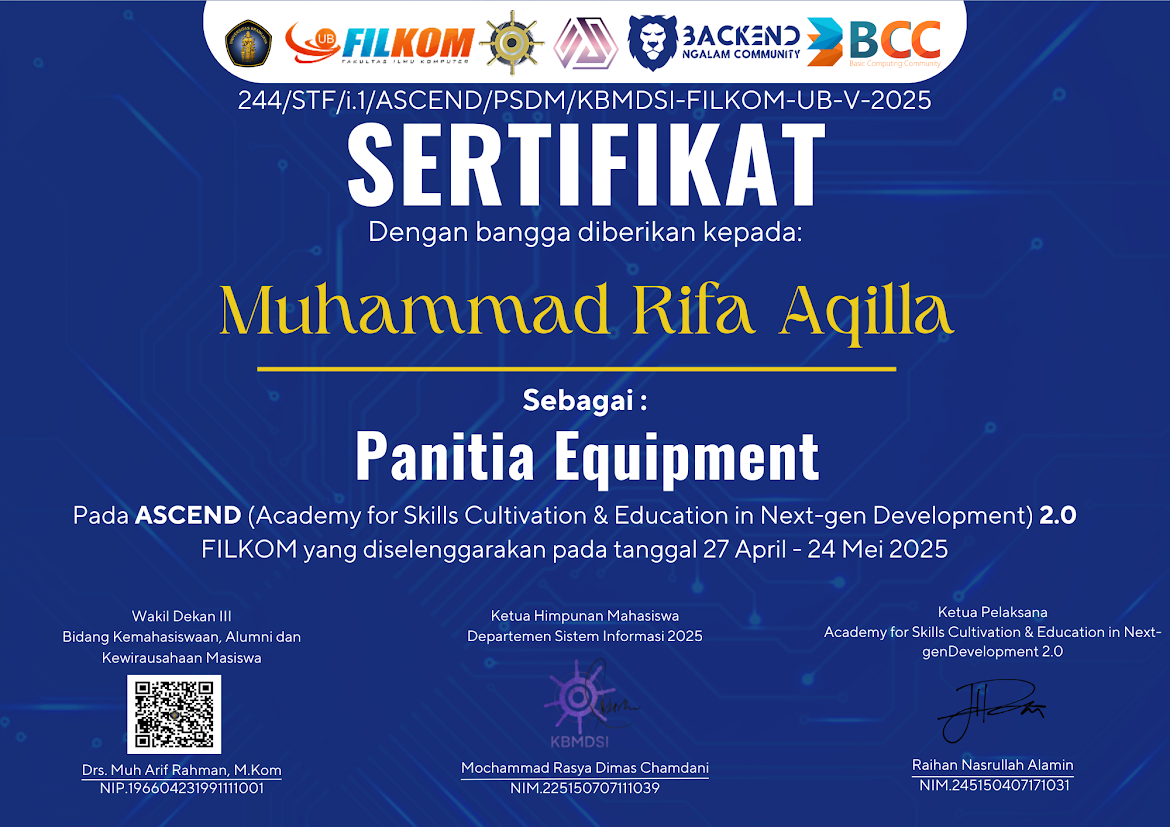 UB FILKOM
FAKULTAS ILMU KOMPUTER
BACKEND
NGALAM COMMUNITY
BCC
Basic Computing Community
244/STF/i.1/ASCEND/PSDM/KBMDSI-FILKOM-UB-V-2025
SERTIFIKAT
Dengan bangga diberikan kepada:
Muhammad Rifa Aqilla
Sebagai :
Panitia Equipment
Pada ASCEND (Academy for Skills Cultivation & Education in Next-gen Development) 2.0
FILKOM yang diselenggarakan pada tanggal 27 April - 24 Mei 2025
Wakil Dekan III
Bidang Kemahasiswaan, Alumni dan
Kewirausahaan Masiswa
Drs. Muh Arif Rahman, M.Kom
NIP.196604231991111001
Ketua Himpunan Mahasiswa
Departemen Sistem Informasi 2025
KBMDSI
Mochammad Rasya Dimas Chamdani
NIM.225150707111039
Ketua Pelaksana
Academy for Skills Cultivation & Education in Next-
genDevelopment 2.0
Raihan Nasrullah Alamin
NIM.245150407171031